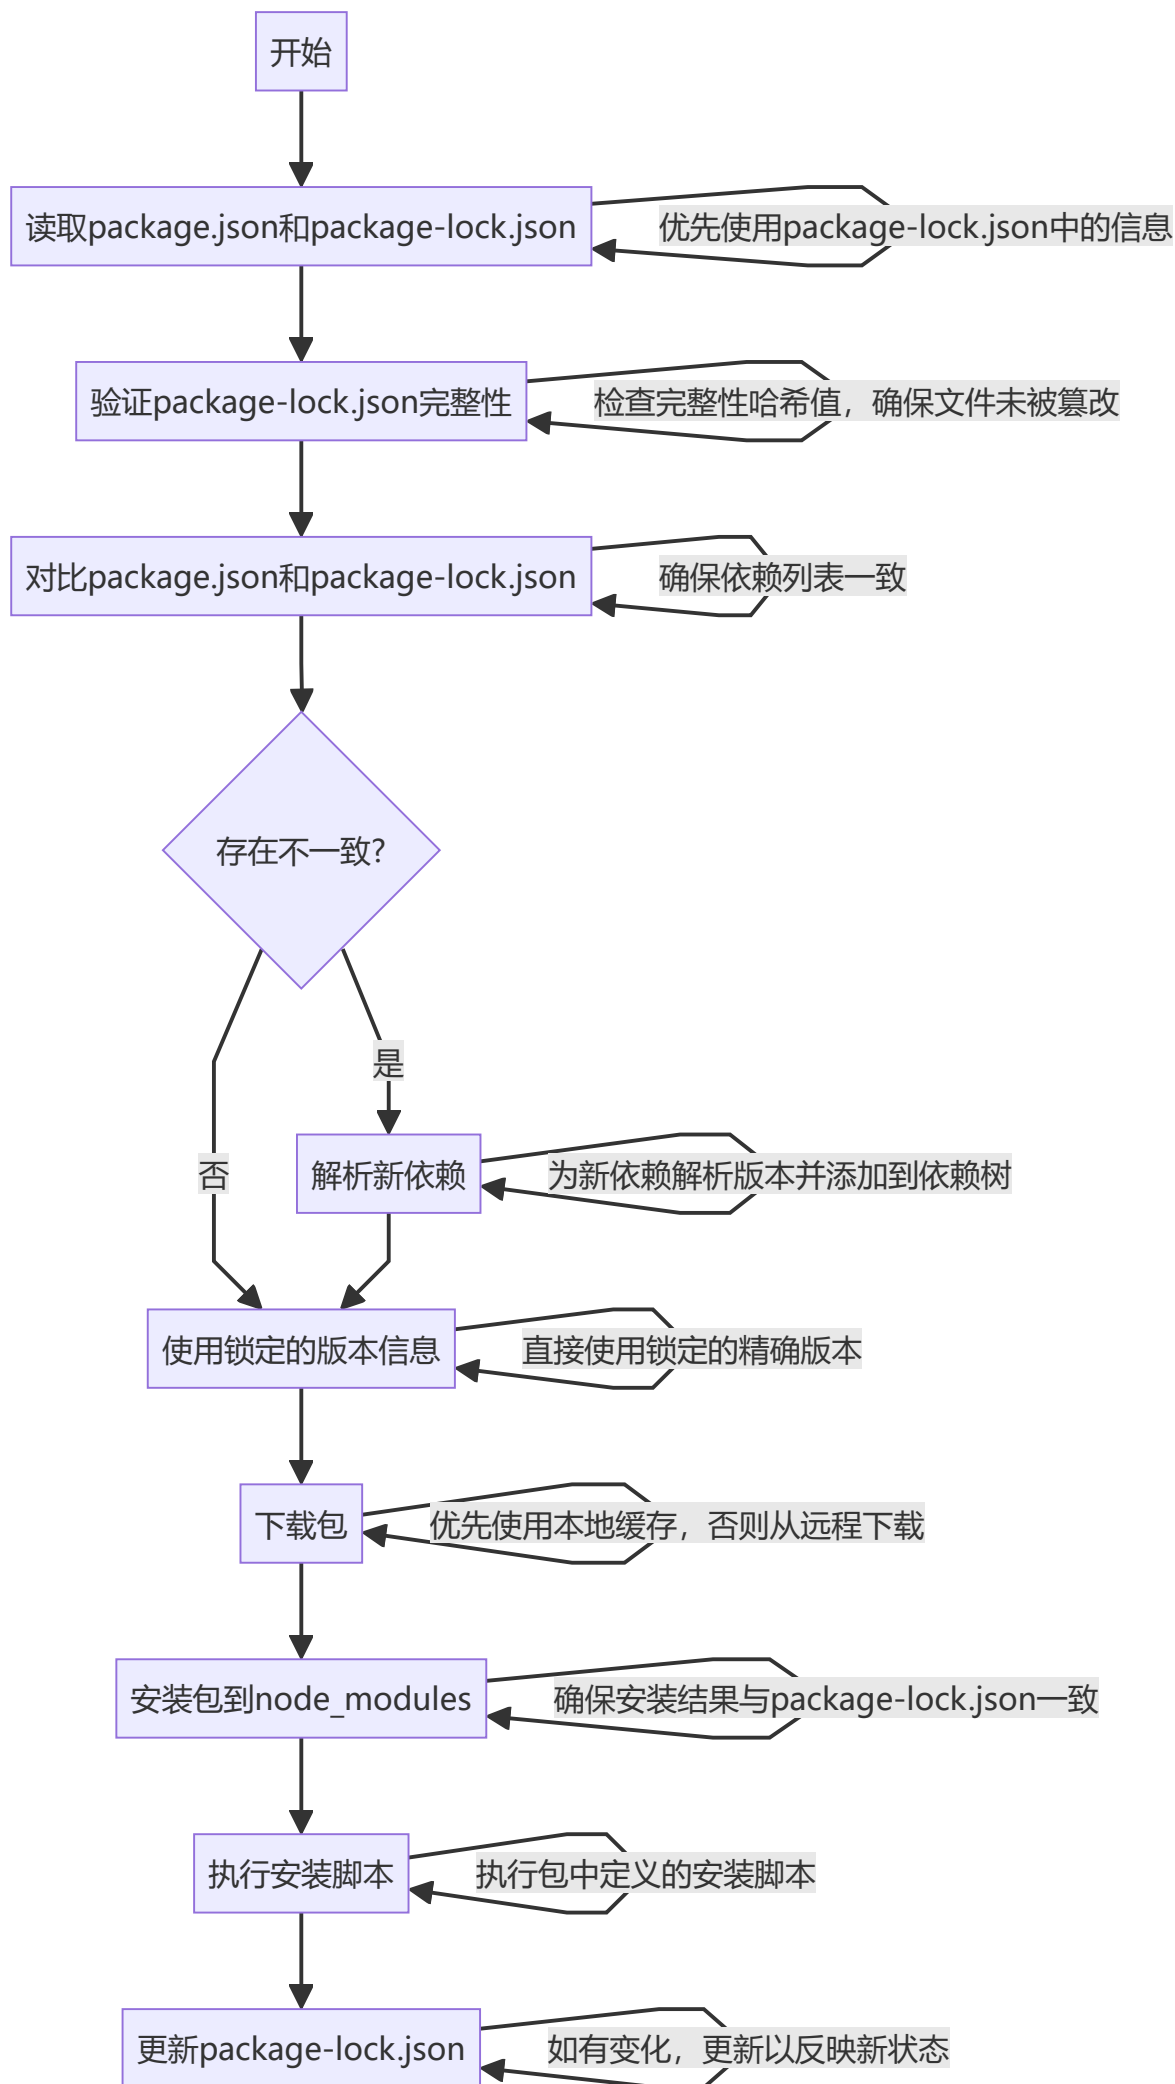 开始
读取package.json和package-lock.json
优先使用package-lock.json中的信息
验证package-lock.json完整性
检查完整性哈希值，确保文件未被篡改
对比package.json和package-lock.json
确保依赖列表一致
存在不一致?
是
否
解析新依赖
为新依赖解析版本并添加到依赖树
使用锁定的版本信息
直接使用锁定的精确版本
下载包
优先使用本地缓存，否则从远程下载
安装包到node_modules
确保安装结果与package-lock.json一致
执行安装脚本
执行包中定义的安装脚本
更新package-lock.json
如有变化，更新以反映新状态